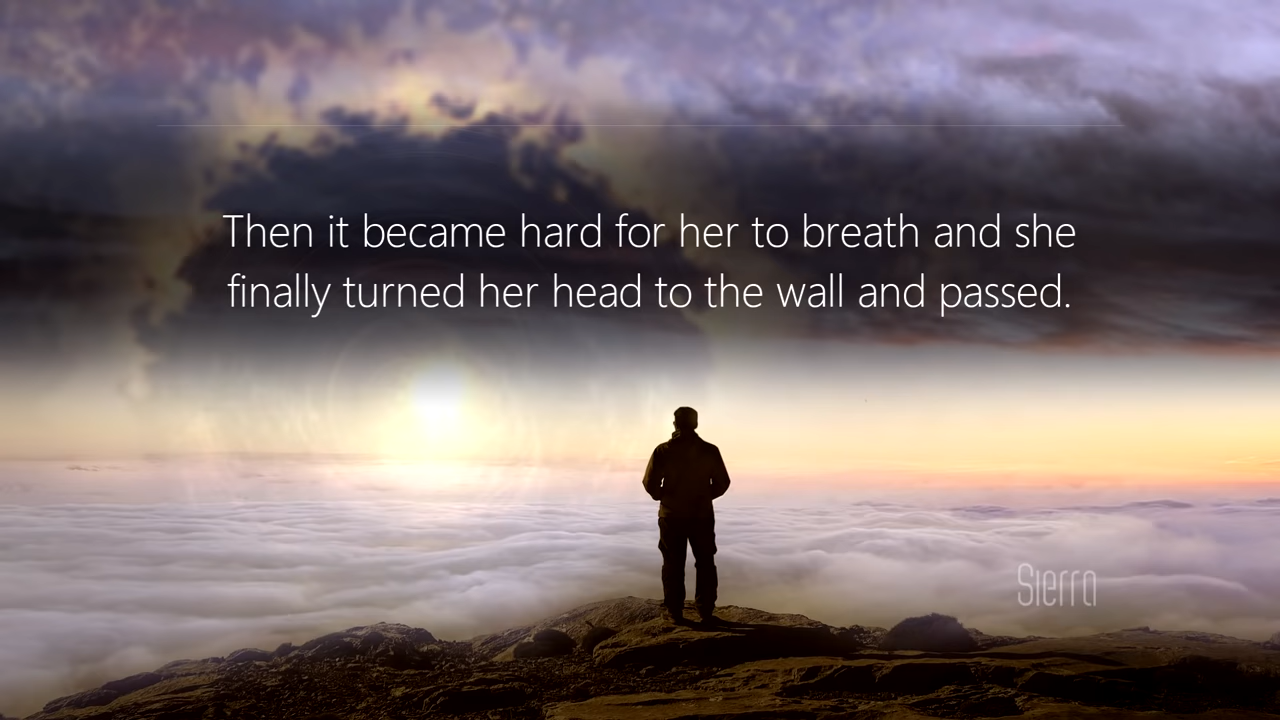 Then it became hard for her to breath and she
finally turned her head to the wall and passed.
Sierra